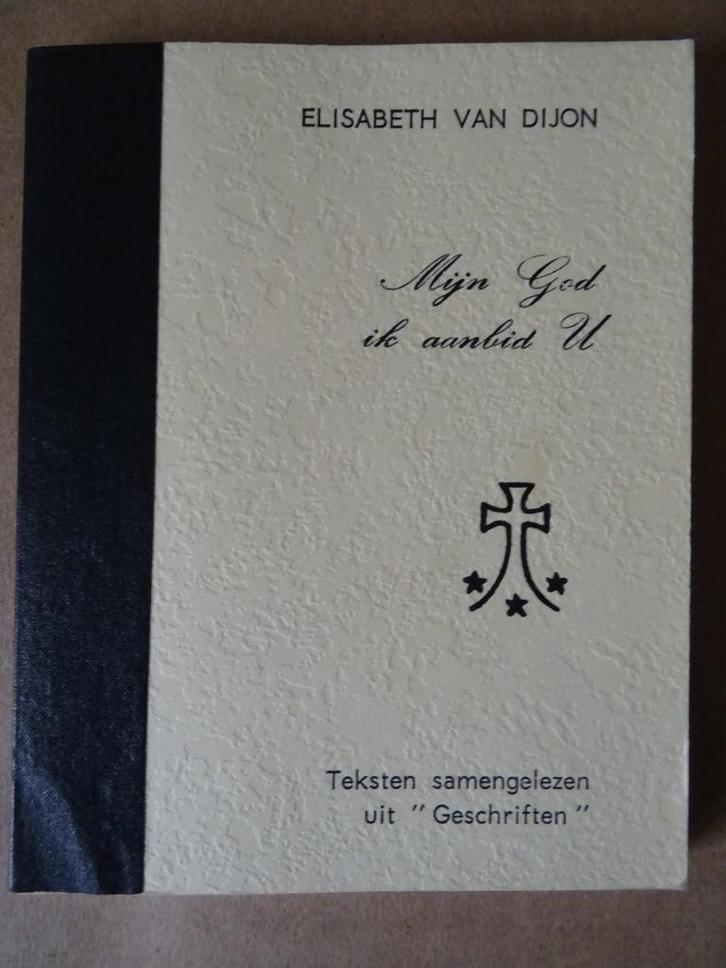 ELISABETH VAN DIJON
Mijn God
ik aanbid U
Teksten samengelezen
uit "Geschriften"